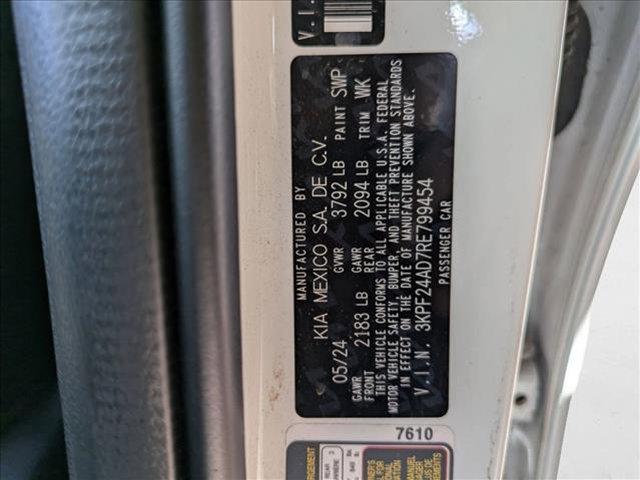 V.I.
MANUFACTURED BY
KIA MEXICO S.A. DE C.V.
05/24 GVWR 3792 LB PAINT SWP
GAWR FRONT 2183 LB GAWR REAR 2094 LB TRIM WK
THIS VEHICLE CONFORMS TO ALL APPLICABLE U.S.A. FEDERAL
MOTOR VEHICLE SAFETY, BUMPER, AND THEFT PREVENTION STANDARDS
IN EFFECT ON THE DATE OF MANUFACTURE SHOWN ABOVE.
V.I.N. 3KPF24AD7RE799454
PASSENGER CAR
7610
REAR